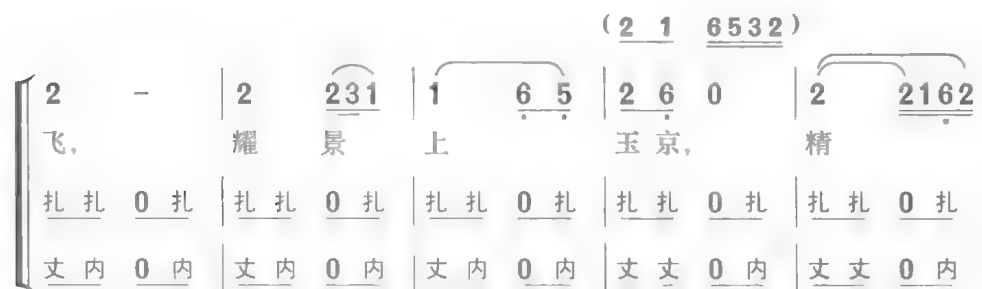 (2 1 6532)
2 - | 2 231 | 1 6 5 | 2 6 0 | 2 2162
飞, 耀 景 上 玉 京, 精
扎 扎 0 扎 | 扎 扎 0 扎 | 扎 扎 0 扎 | 扎 扎 0 扎 | 扎 扎 0 扎
丈 内 0 内 | 丈 内 0 内 | 丈 内 0 内 | 丈 丈 0 内 | 丈 丈 0 内